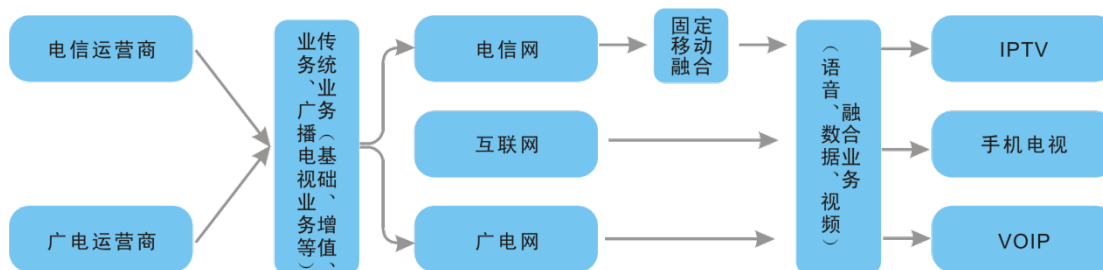 电信运营商
广电运营商
传统业务（基础、增值、
业务、广播电视业务等）
电信网
互联网
广电网
固定
移动
融合
融合业务
（语音、数据、视频）
IPTV
手机电视
VOIP